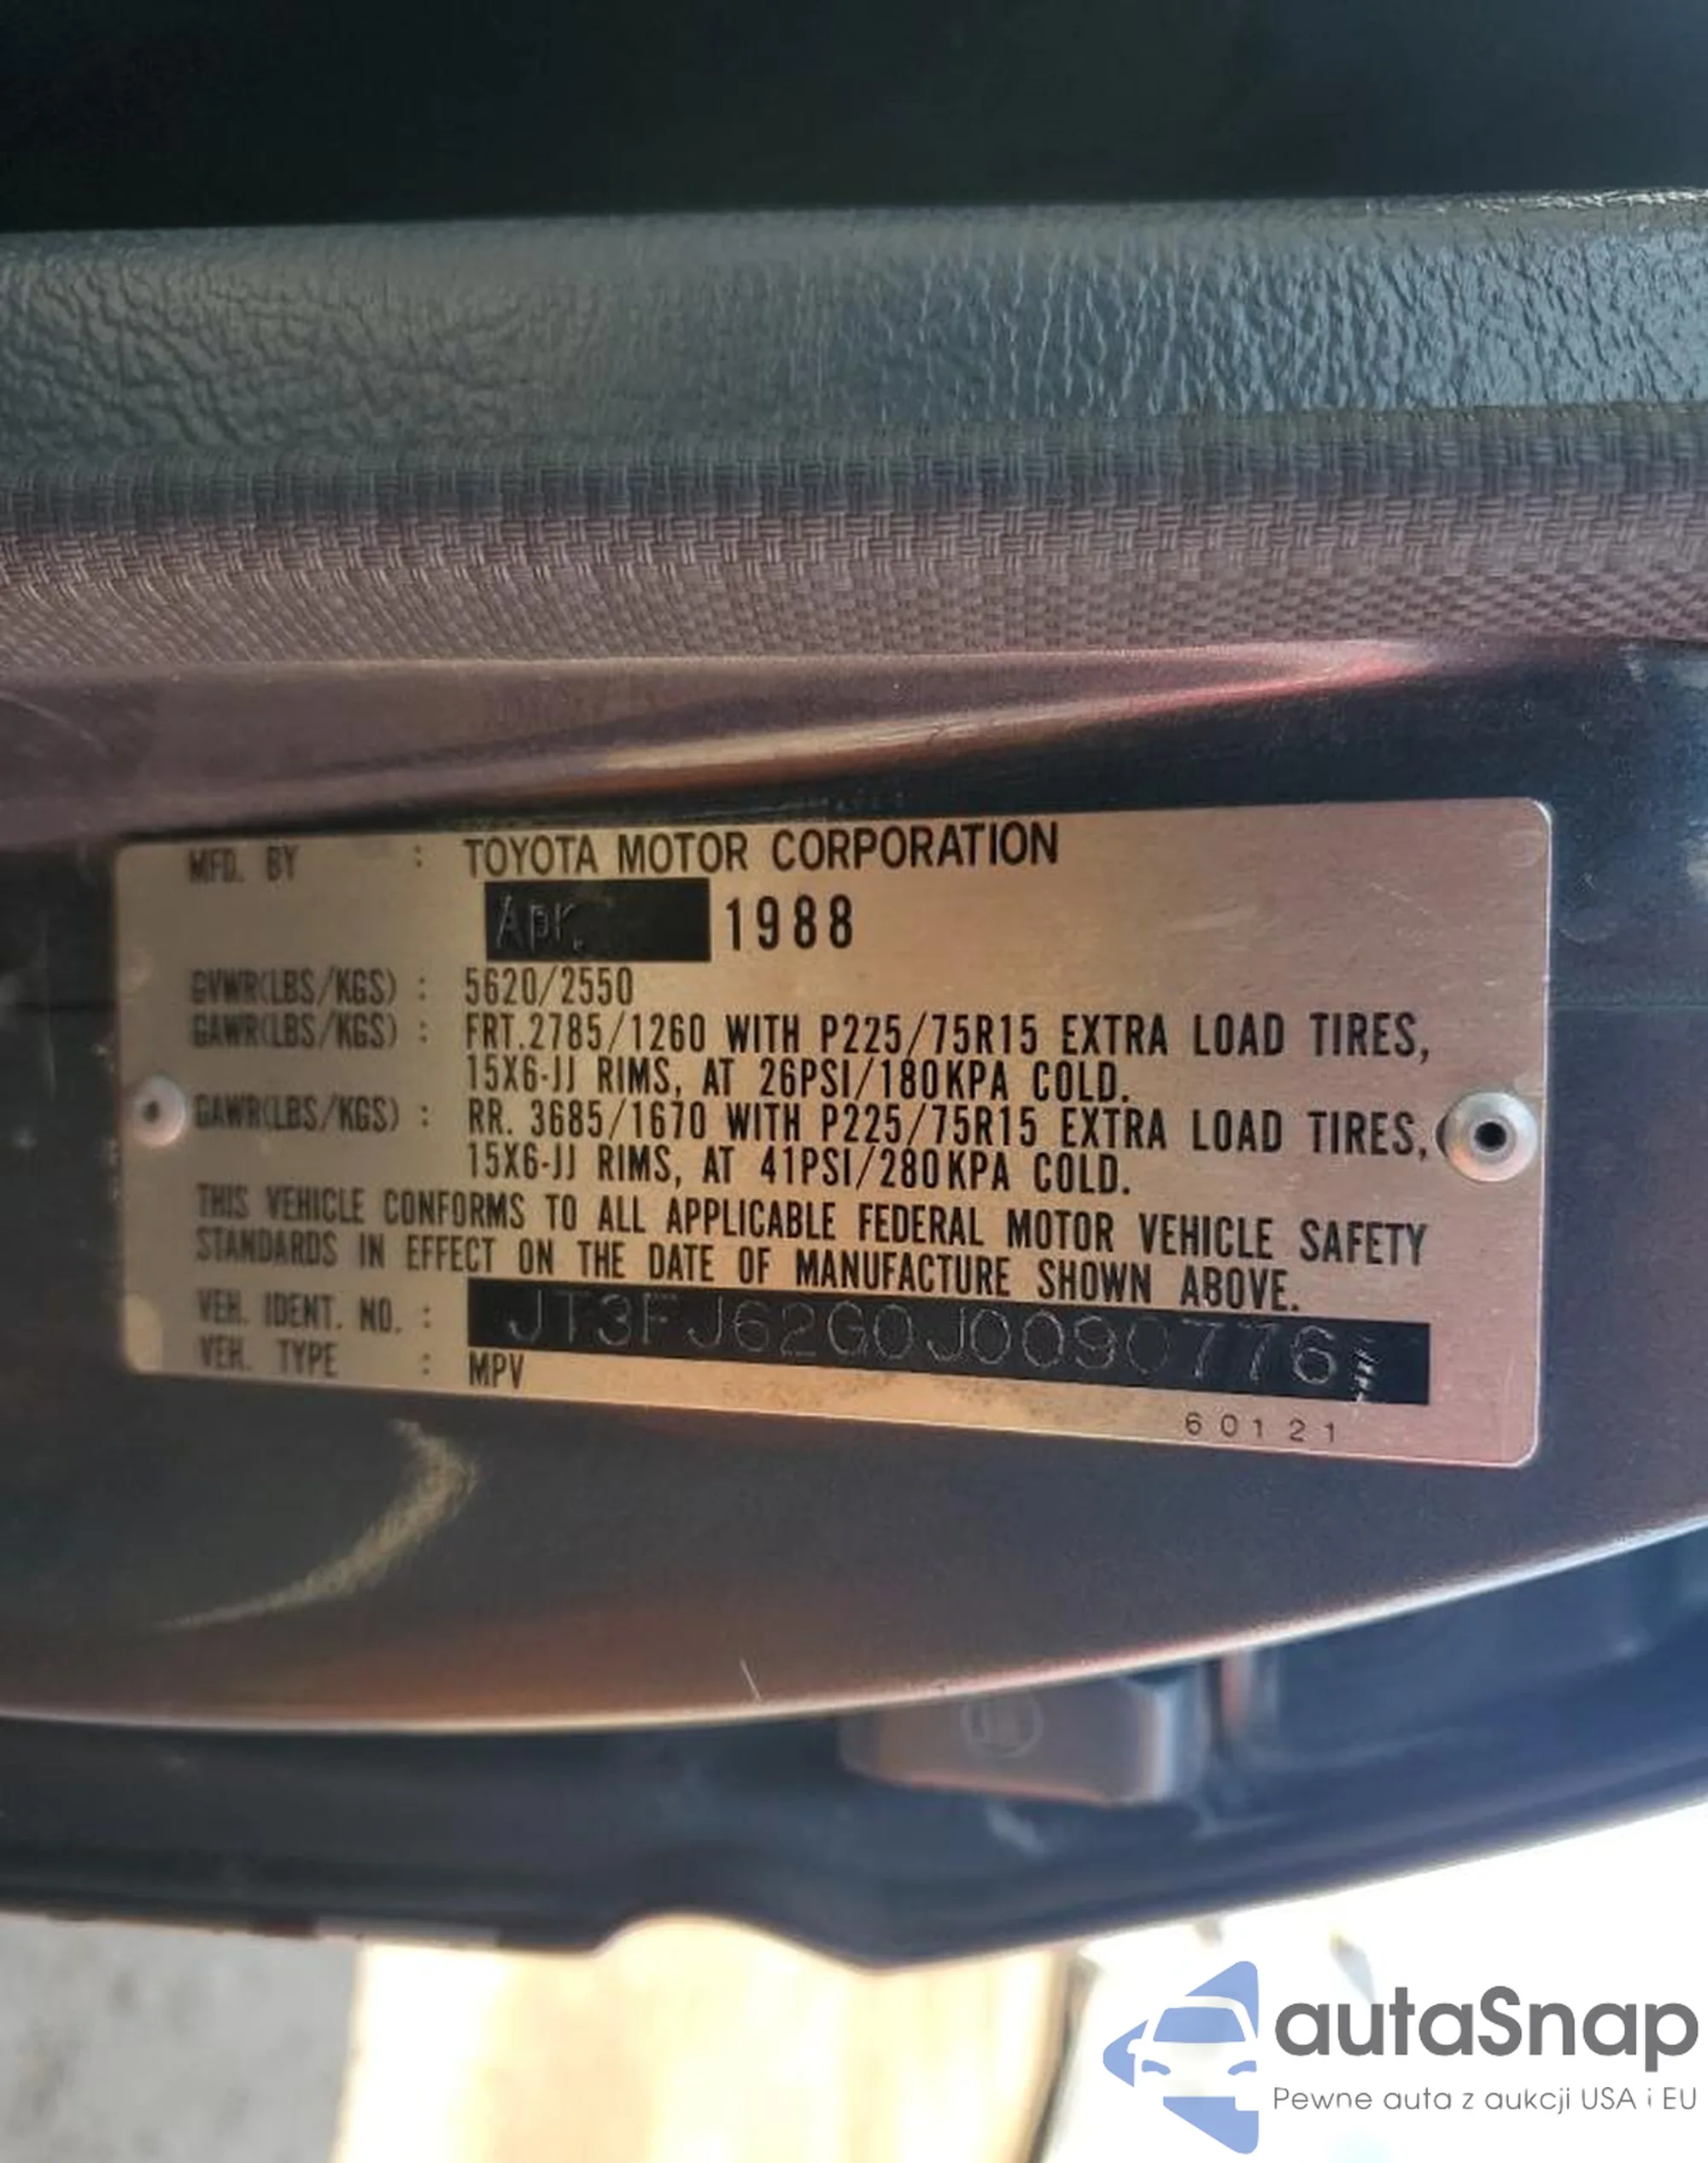 MFD. BY : TOYOTA MOTOR CORPORATION
Apr. 1988
GVWR(LBS/KGS) : 5620/2550
GAWR(LBS/KGS) : FRT.2785/1260 WITH P225/75R15 EXTRA LOAD TIRES,
15X6-JJ RIMS, AT 26PSI/180KPA COLD.
GAWR(LBS/KGS) : RR. 3685/1670 WITH P225/75R15 EXTRA LOAD TIRES,
15X6-JJ RIMS, AT 41PSI/280KPA COLD.
THIS VEHICLE CONFORMS TO ALL APPLICABLE FEDERAL MOTOR VEHICLE SAFETY
STANDARDS IN EFFECT ON THE DATE OF MANUFACTURE SHOWN ABOVE.
VEH. IDENT. NO. : JT3FJ62G0J0090776
VEH. TYPE : MPV
60121
autaSnap
Pewne auta z aukcji USA i EU